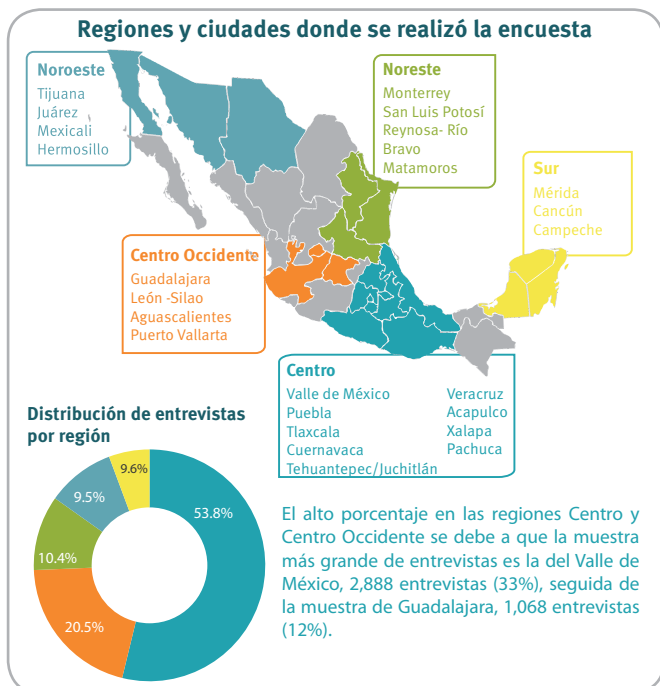 Regiones y ciudades donde se realizó la encuesta
Noroeste
Tijuana
Juárez
Mexicali
Hermosillo
Noreste
Monterrey
San Luis Potosí
Reynosa- Río
Bravo
Matamoros
Sur
Mérida
Cancún
Campeche
Centro Occidente
Guadalajara
León -Silao
Aguascalientes
Puerto Vallarta
Centro
Valle de México
Puebla
Tlaxcala
Cuernavaca
Tehuantepec/Juchitlán
Veracruz
Acapulco
Xalapa
Pachuca
Distribución de entrevistas
por región
9.6%
9.5%
53.8%
10.4%
20.5%
El alto porcentaje en las regiones Centro y
Centro Occidente se debe a que la muestra
más grande de entrevistas es la del Valle de
México, 2,888 entrevistas (33%), seguida de
la muestra de Guadalajara, 1,068 entrevistas
(12%).